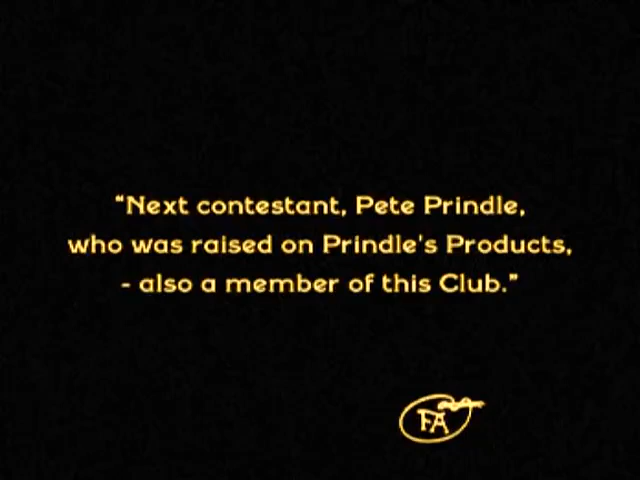 “Next contestant, Pete Prindle,
who was raised on Prindle's Products,
- also a member of this Club.”
FA